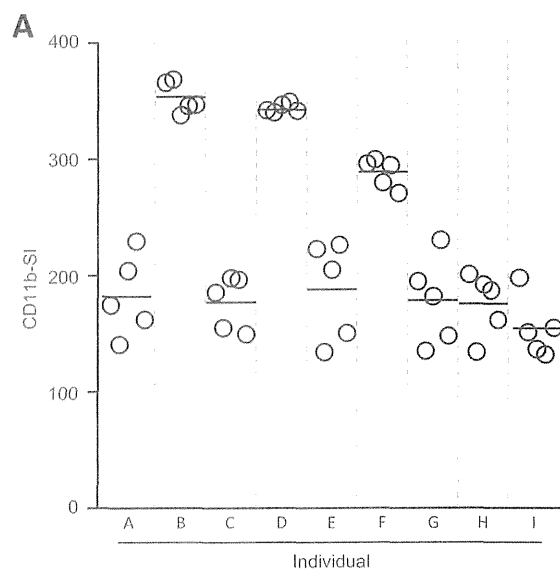 A
400
300
200
100
0
CD11b-SI
A B C D E F G H I
Individual